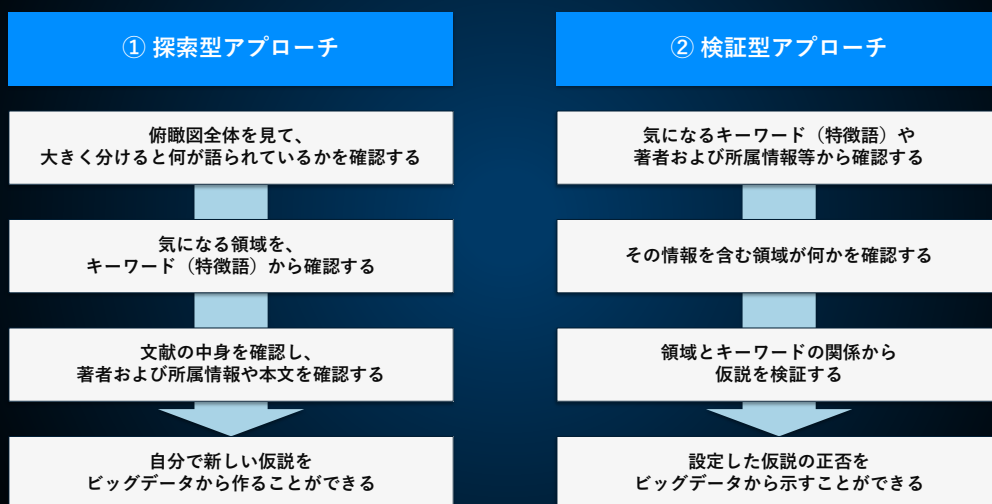 ① 探索型アプローチ
俯瞰図全体を見て、
大きく分けると何が語られているかを確認する
気になる領域を、
キーワード（特徴語）から確認する
文献の中身を確認し、
著者および所属情報や本文を確認する
自分で新しい仮説を
ビッグデータから作ることができる
② 検証型アプローチ
気になるキーワード（特徴語）や
著者および所属情報等から確認する
その情報を含む領域が何かを確認する
領域とキーワードの関係から
仮説を検証する
設定した仮説の正否を
ビッグデータから示すことができる